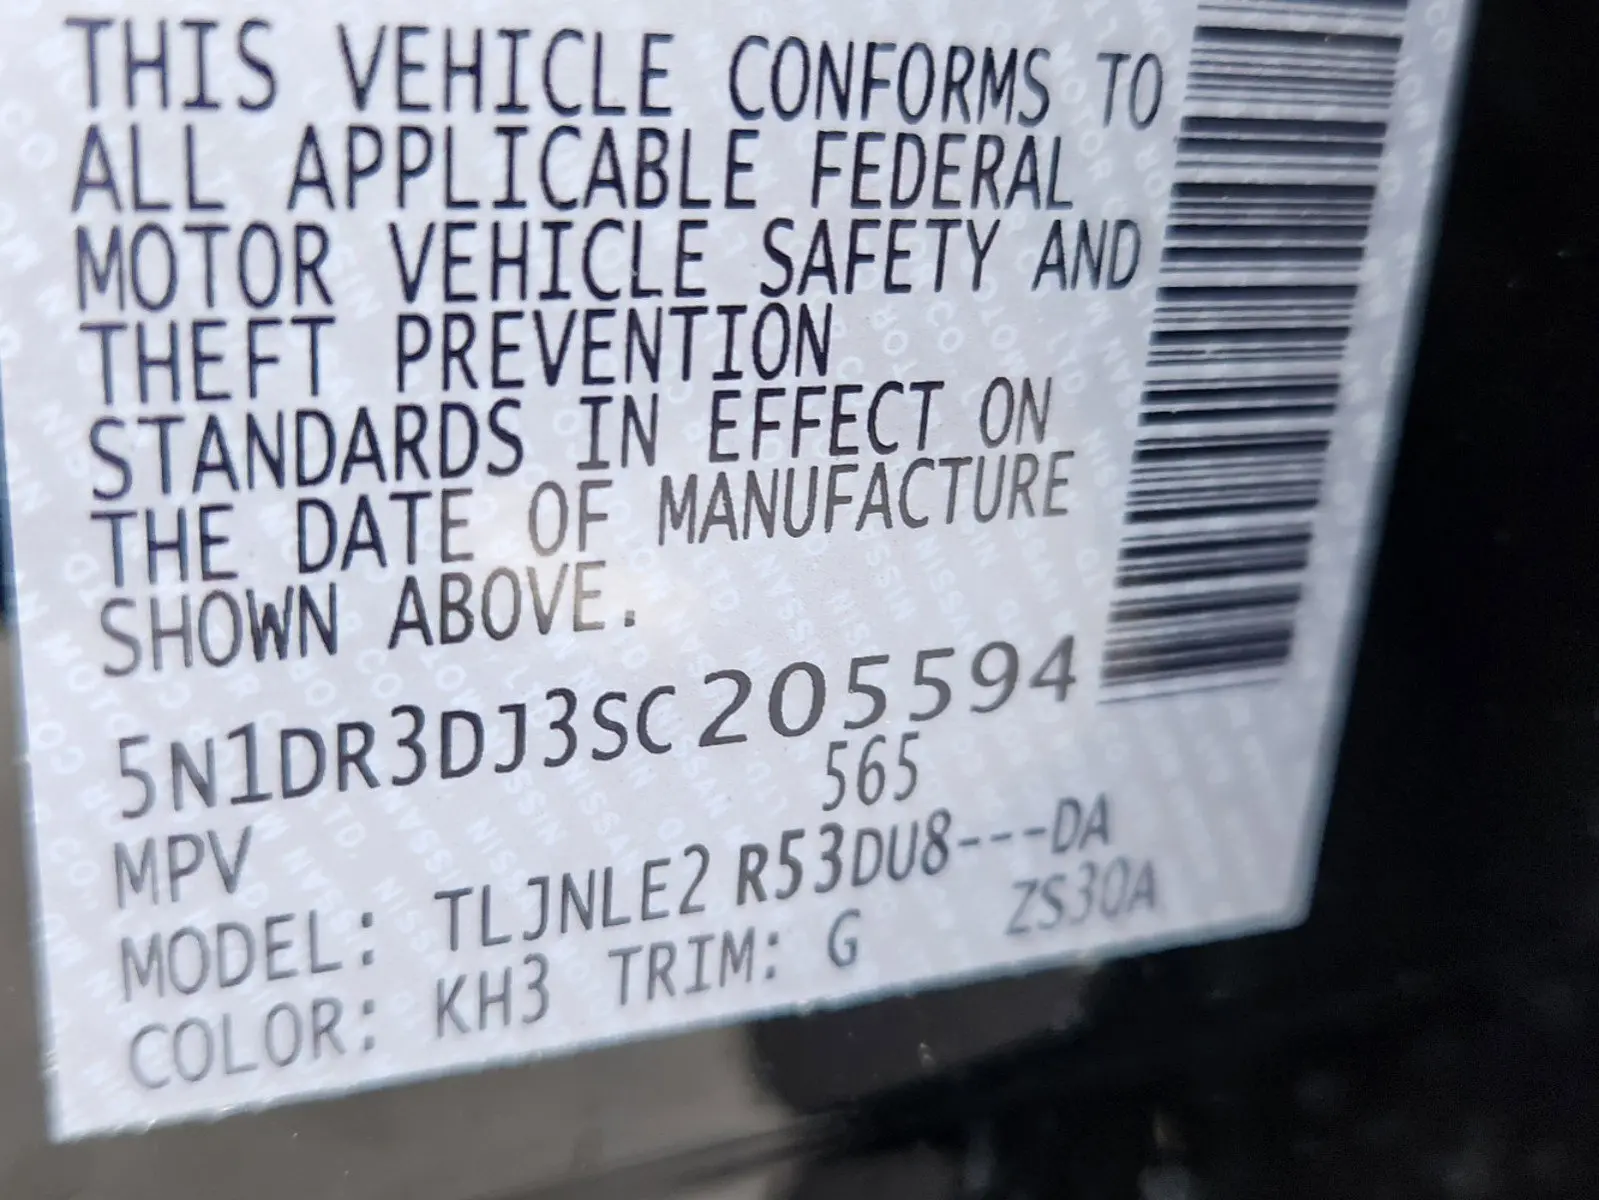 THIS VEHICLE CONFORMS TO
ALL APPLICABLE FEDERAL
MOTOR VEHICLE SAFETY AND
THEFT PREVENTION
STANDARDS IN EFFECT ON
THE DATE OF MANUFACTURE
SHOWN ABOVE.
5N1DR3DJ3SC205594
565
MPV
MODEL: TLJNLE2 R53DU8---DA
COLOR: KH3 TRIM: G ZS30A